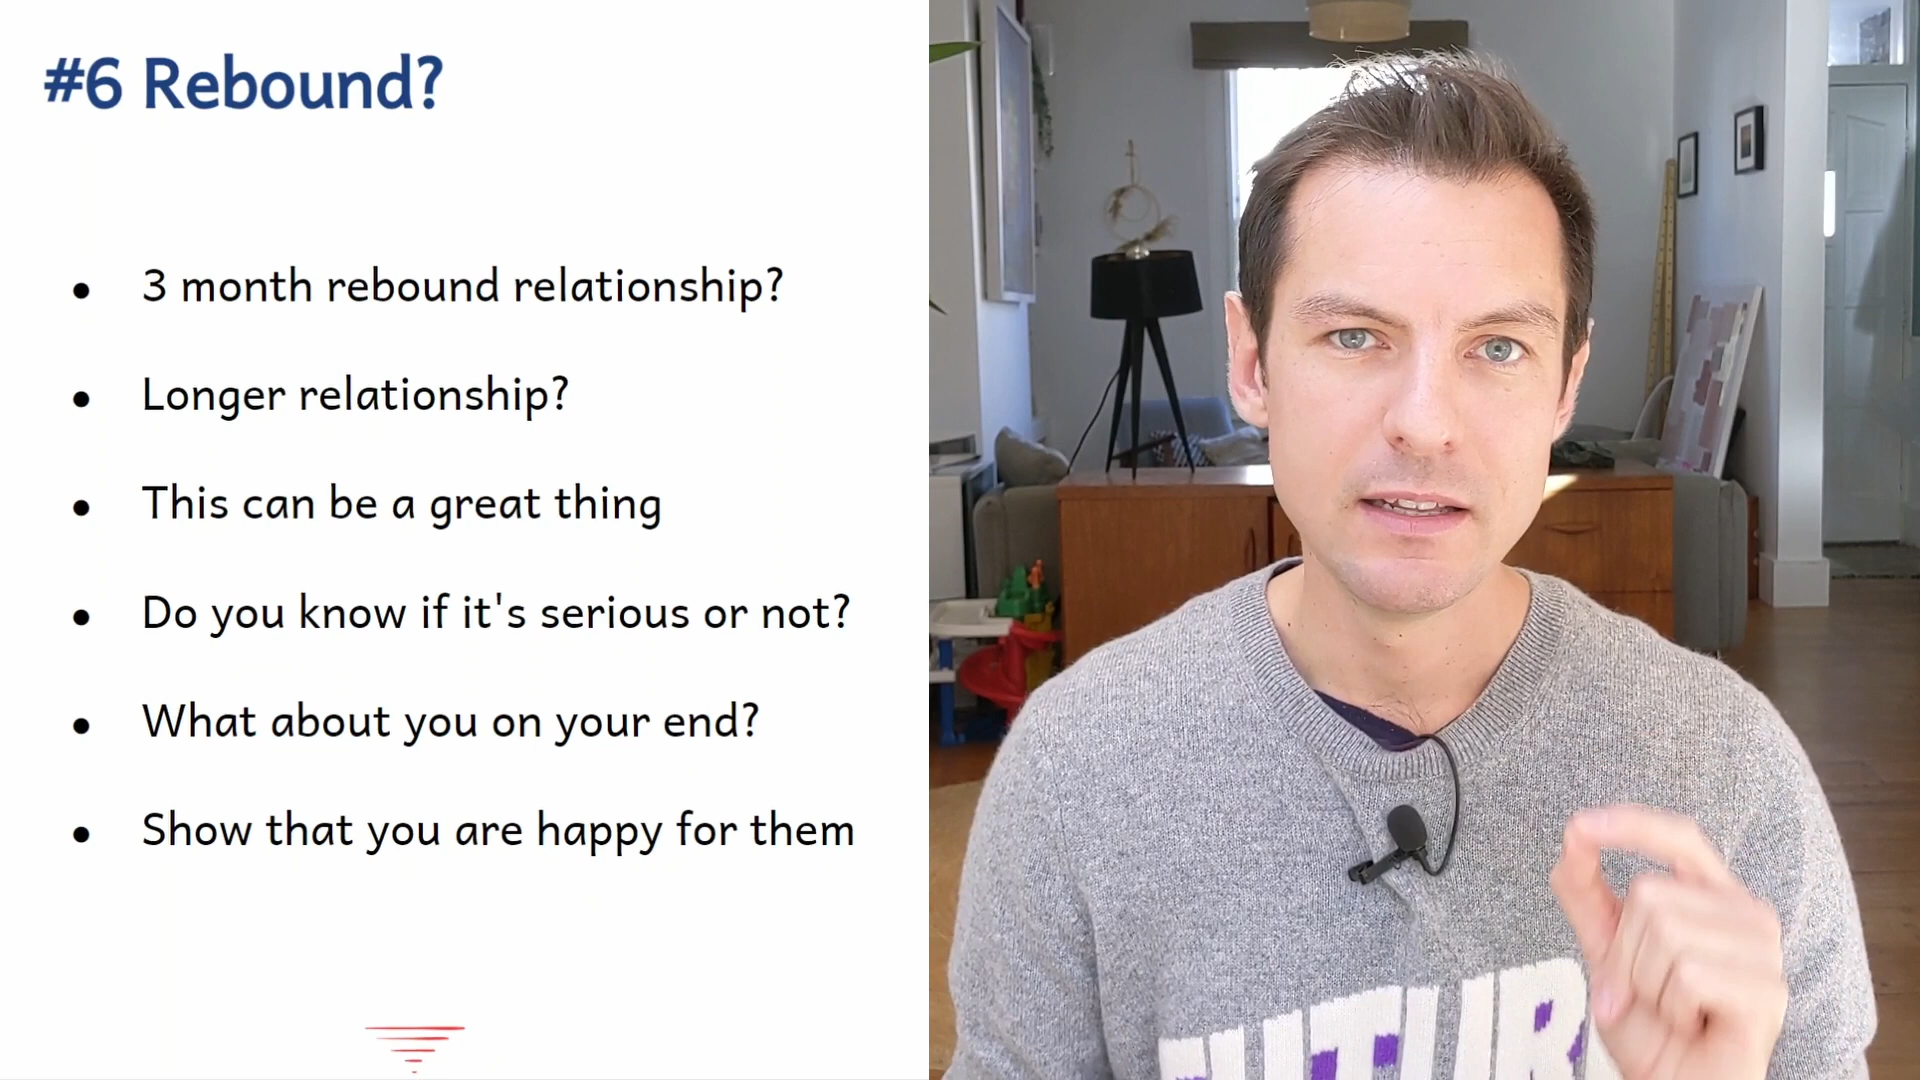 #6 Rebound?
3 month rebound relationship?
Longer relationship?
This can be a great thing
Do you know if it's serious or not?
What about you on your end?
Show that you are happy for them